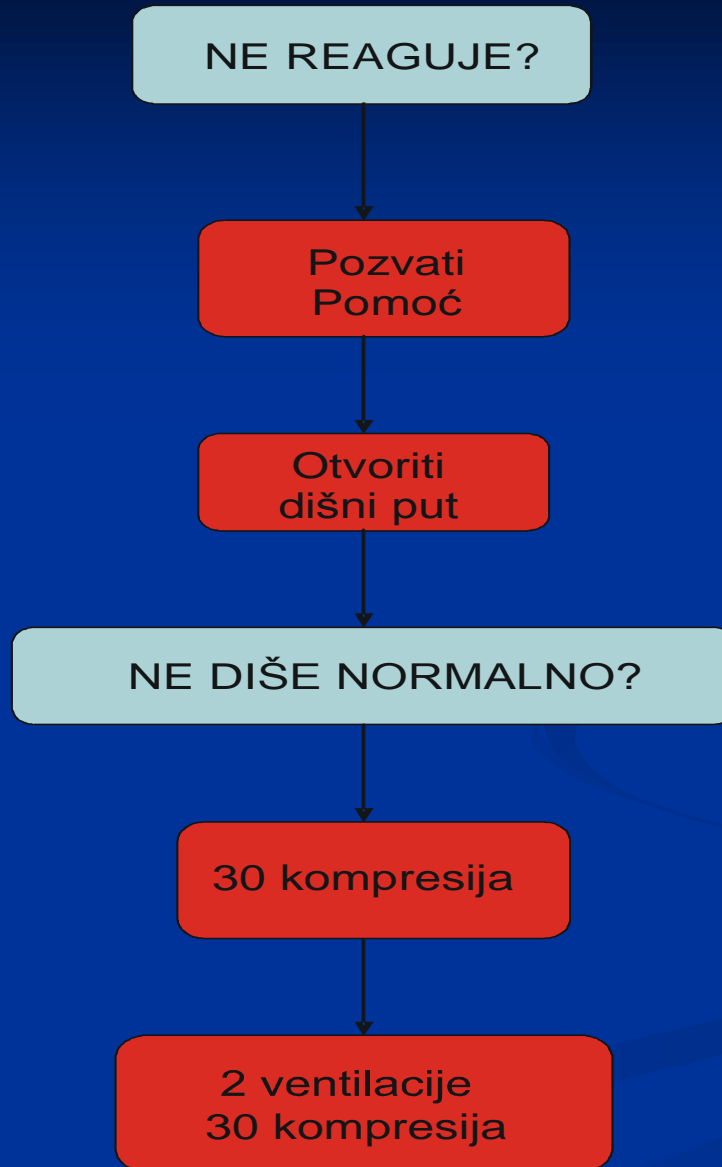 NE REAGUJE?
Pozvati
Pomoć
Otvoriti
dišni put
NE DIŠE NORMALNO?
30 kompresija
2 ventilacije
30 kompresija